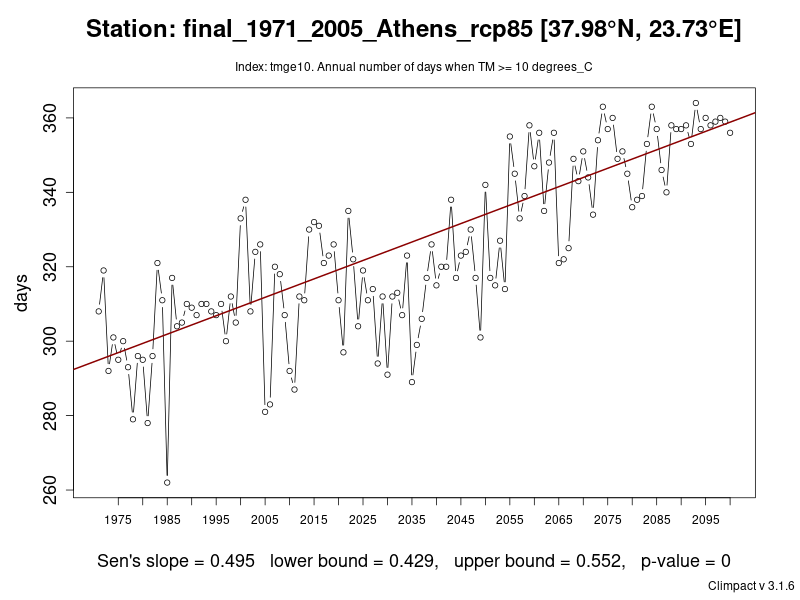 Station: final_1971_2005_Athens_rcp85 [37.98°N, 23.73°E]
Index: tmge10. Annual number of days when TM >= 10 degrees_C
days
360
340
320
300
280
260
1975 1985 1995 2005 2015 2025 2035 2045 2055 2065 2075 2085 2095
Sen's slope = 0.495 lower bound = 0.429, upper bound = 0.552, p-value = 0
Climpact v 3.1.6